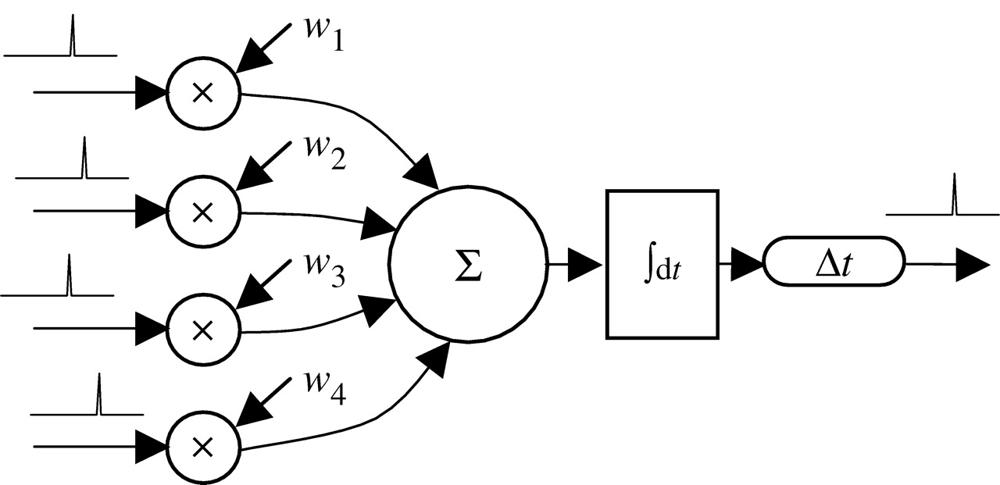 × w₁
× w₂
× w₃
× w₄
Σ
∫dt
Δt